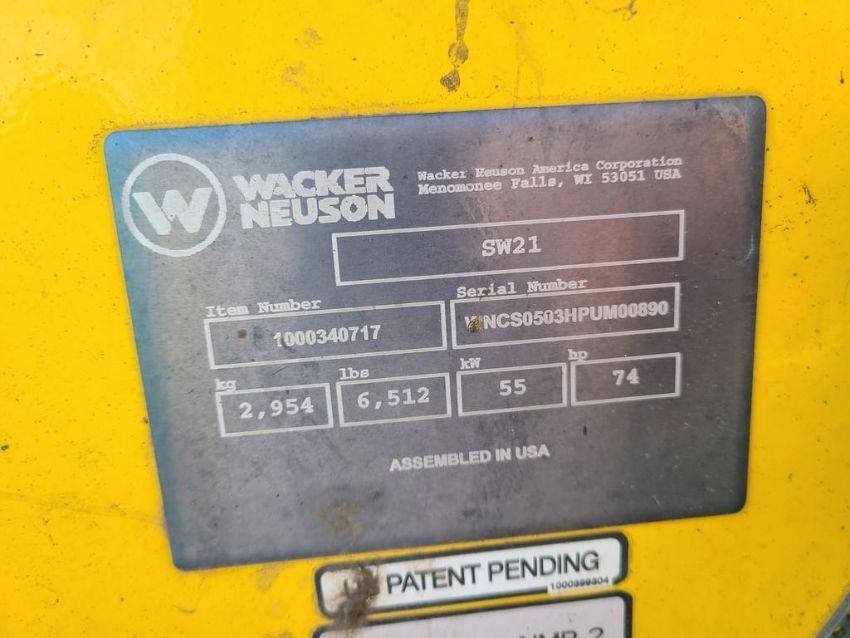 W
WACKER
NEUSON
Wacker Neuson America Corporation
Menomonee Falls, WI 53051 USA
SW21
Item Number
Serial Number
1000340717
WNCS0503HPUM00890
kg
lbs
kW
hp
2,954
6,512
55
74
ASSEMBLED IN USA
PATENT PENDING
1000399304